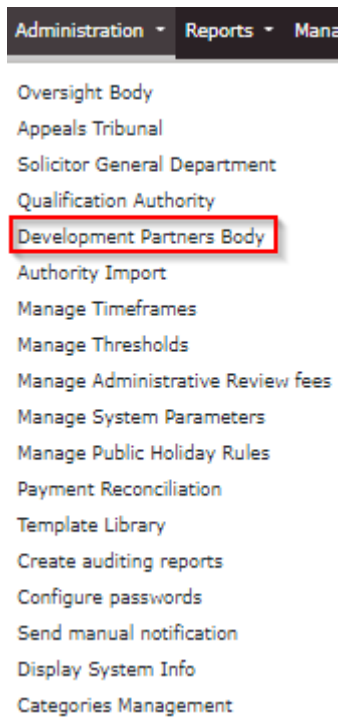 Administration Reports Mana
Oversight Body
Appeals Tribunal
Solicitor General Department
Qualification Authority
Development Partners Body
Authority Import
Manage Timeframes
Manage Thresholds
Manage Administrative Review fees
Manage System Parameters
Manage Public Holiday Rules
Payment Reconciliation
Template Library
Create auditing reports
Configure passwords
Send manual notification
Display System Info
Categories Management